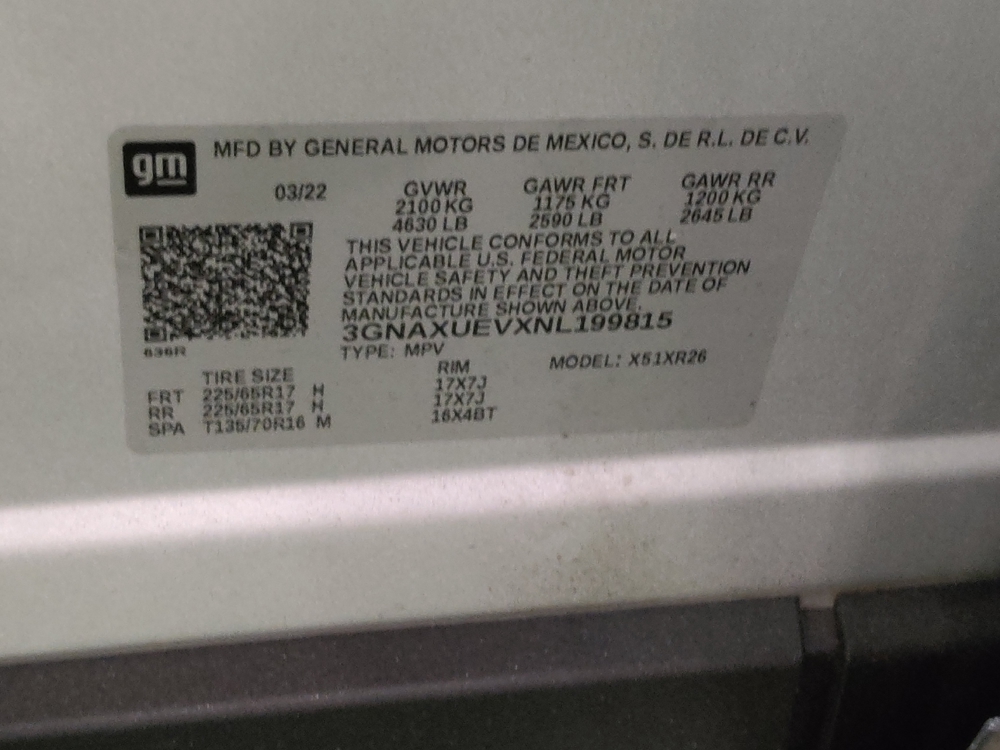 gm
MFD BY GENERAL MOTORS DE MEXICO, S. DE R.L. DE C.V.
03/22 GVWR GAWR FRT GAWR RR
2100 KG 1175 KG 1200 KG
4630 LB 2590 LB 2645 LB
THIS VEHICLE CONFORMS TO ALL
APPLICABLE U.S. FEDERAL MOTOR
VEHICLE SAFETY AND THEFT PREVENTION
STANDARDS IN EFFECT ON THE DATE OF
MANUFACTURE SHOWN ABOVE.
3GNAXUEVXNL199815
636R
TYPE: MPV MODEL: X51XR26
TIRE SIZE RIM
FRT 225/65R17 H 17X7J
RR 225/65R17 H 17X7J
SPA T135/70R16 M 16X4BT